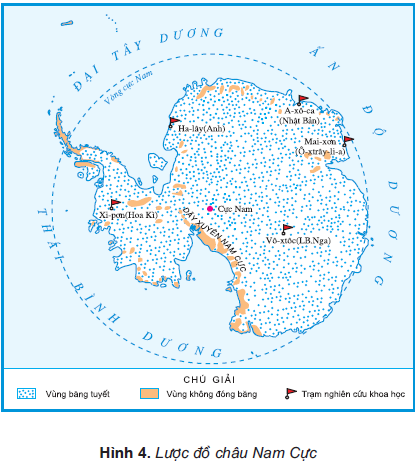 ĐẠI TÂY DƯƠNG
ẤN ĐỘ DƯƠNG
Vòng cực Nam
A-xô-ca
(Nhật Bản)
Ha-lây(Anh)
Mai-xơn
(Ô-xtrây-li-a)
Xi-pơn(Hoa Kì)
Cực Nam
DÃY XUYÊN NAM CỰC
Vô-xtốc(LB.Nga)
THÁI BÌNH DƯƠNG
CHÚ GIẢI
Vùng băng tuyết
Vùng không đóng băng
Trạm nghiên cứu khoa học
Hình 4. Lược đồ châu Nam Cực